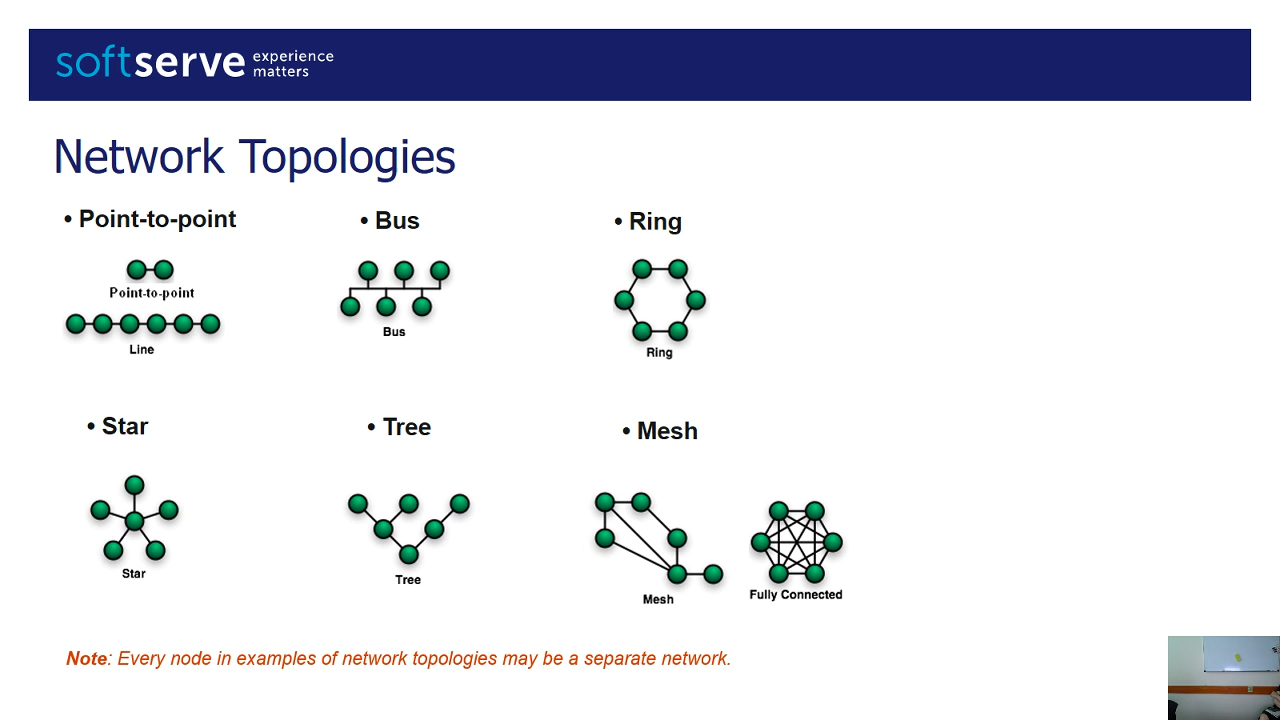 softserve experience matters
Network Topologies
• Point-to-point
• Bus
• Ring
Point-to-point
Line
Bus
Ring
• Star
• Tree
• Mesh
Star
Tree
Mesh
Fully Connected
Note: Every node in examples of network topologies may be a separate network.